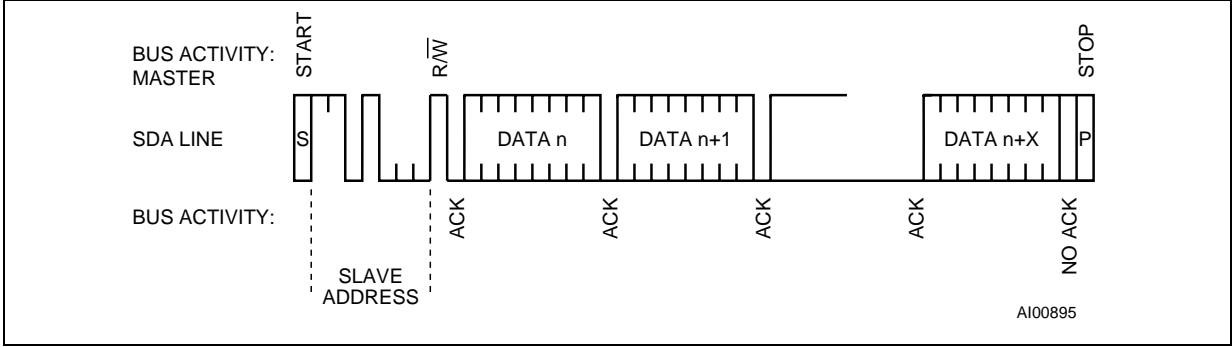 BUS ACTIVITY:
MASTER
START
R/W
STOP
SDA LINE
S
DATA n
DATA n+1
DATA n+X
P
BUS ACTIVITY:
ACK
ACK
ACK
ACK
NO ACK
SLAVE
ADDRESS
AI00895